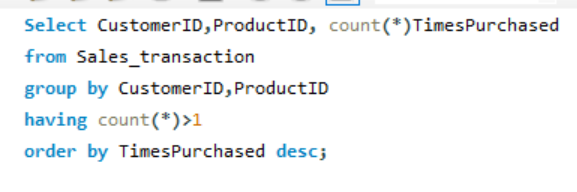 Select CustomerID,ProductID, count(*)TimesPurchased
from Sales_transaction
group by CustomerID,ProductID
having count(*)>1
order by TimesPurchased desc;